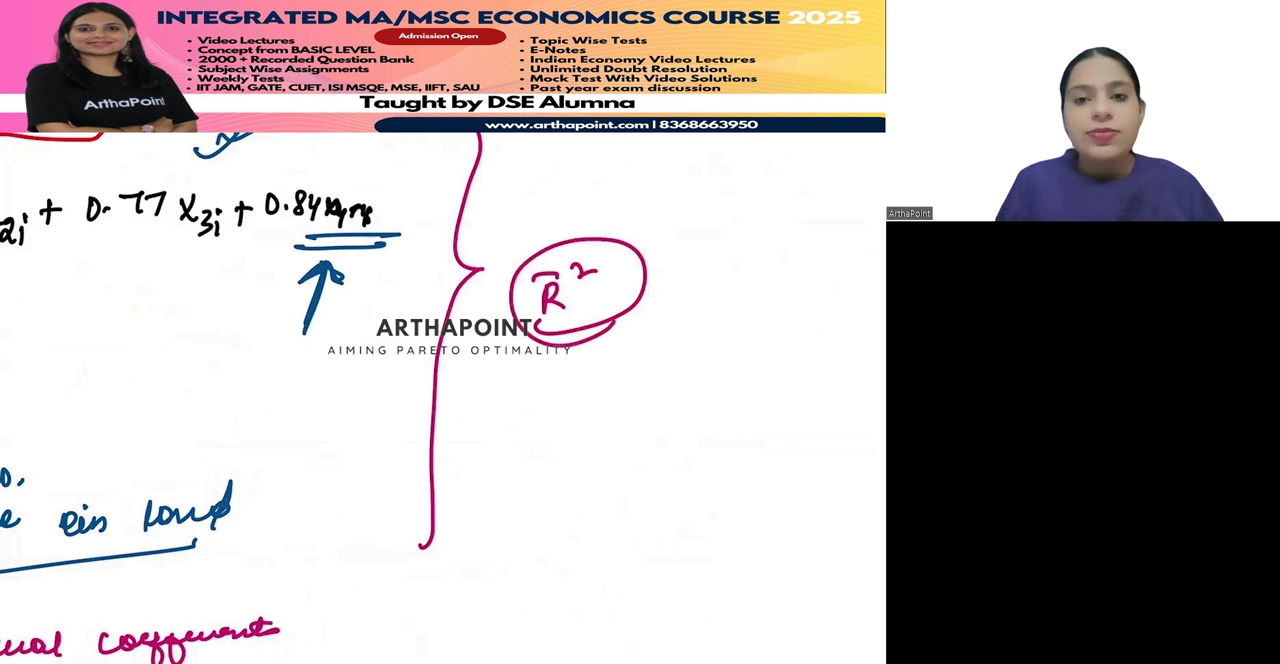 INTEGRATED MA/MSC ECONOMICS COURSE 2025
Admission Open
• Video Lectures
• Concept from BASIC LEVEL
• 2000 + Recorded Question Bank
• Subject Wise Assignments
• Weekly Tests
• IIT JAM, GATE, CUET, ISI MSQE, MSE, IIFT, SAU
• Topic Wise Tests
• E-Notes
• Indian Economy Video Lectures
• Unlimited Doubt Resolution
• Mock Test With Video Solutions
• Past year exam discussion
ArthaPoint
Taught by DSE Alumna
www.arthapoint.com | 8368663950
ArthaPoint
2i + 0.77 X3i + 0.84
R̄²
ARTHAPOINT
AIMING PARETO OPTIMALITY